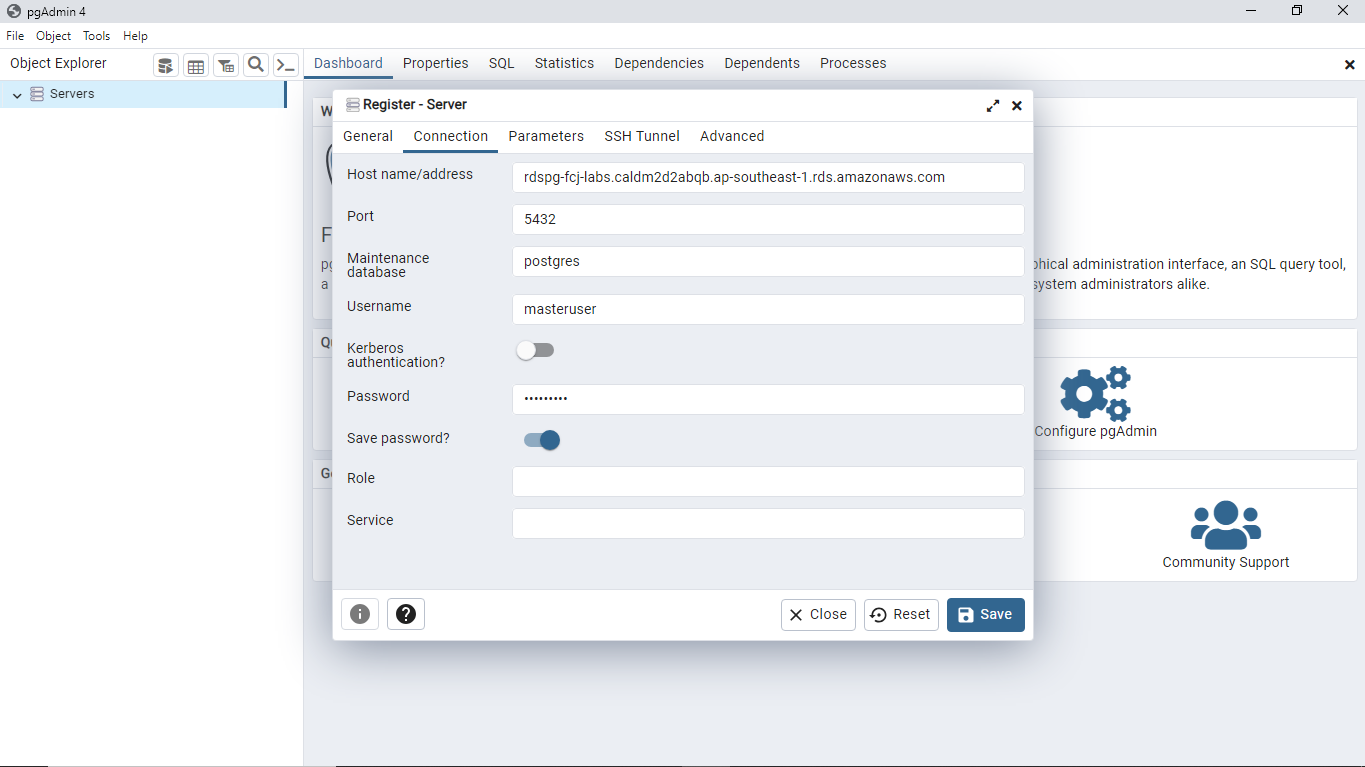 pgAdmin 4
File Object Tools Help
Object Explorer
Dashboard Properties SQL Statistics Dependencies Dependents Processes
Servers
Register - Server
General Connection Parameters SSH Tunnel Advanced
Host name/address rdspg-fcj-labs.caldm2d2abqb.ap-southeast-1.rds.amazonaws.com
Port 5432
Maintenance
database
postgres
Username masteruser
Kerberos
authentication?
Password •••••••••
Save password?
Role
Service
Close Reset Save
W
F
pg
phical administration interface, an SQL query tool,
a
system administrators alike.
Qu
Configure pgAdmin
Ge
Community Support